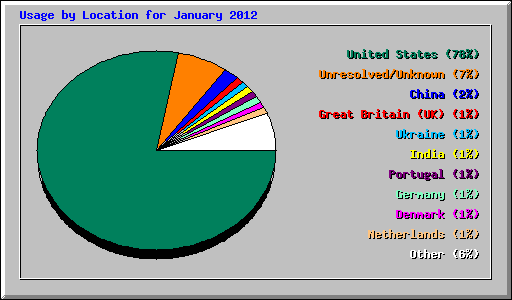 Usage by Location for January 2012
United States (78%)
Unresolved/Unknown (7%)
China (2%)
Great Britain (UK) (1%)
Ukraine (1%)
India (1%)
Portugal (1%)
Germany (1%)
Denmark (1%)
Netherlands (1%)
Other (6%)